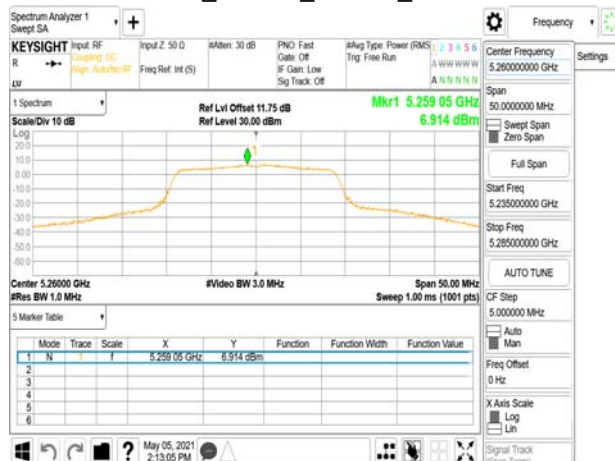 Spectrum Analyzer 1
Swept SA
Frequency
KEYSIGHT
Input: RF
Coupling: DC
Align: Auto/No RF
Input Z: 50 Ω
Freq Ref: Int (S)
#Atten: 30 dB
PNO: Fast
Gate: Off
IF Gain: Low
Sig Track: Off
#Avg Type: Power (RMS
Trig: Free Run
1 2 3 4 5 6
A W W W W W
A N N N N N
R
LXI
Center Frequency
5.260000000 GHz
Settings
Span
50.0000000 MHz
Swept Span
Zero Span
Full Span
Start Freq
5.235000000 GHz
Stop Freq
5.285000000 GHz
AUTO TUNE
CF Step
5.000000 MHz
Auto
Man
Freq Offset
0 Hz
X Axis Scale
Log
Lin
Signal Track
1 Spectrum
Scale/Div 10 dB
Ref Lvl Offset 11.75 dB
Ref Level 30.00 dBm
Mkr1 5.259 05 GHz
6.914 dBm
Log
20.0
10.0
0.00
-10.0
-20.0
-30.0
-40.0
-50.0
-60.0
1
Center 5.26000 GHz
#Video BW 3.0 MHz
Span 50.00 MHz
#Res BW 1.0 MHz
Sweep 1.00 ms (1001 pts)
5 Marker Table
Mode Trace Scale X Y Function Function Width Function Value
1 N 1 f 5.259 05 GHz 6.914 dBm
2
3
4
5
6
?
May 05, 2021
2:13:05 PM